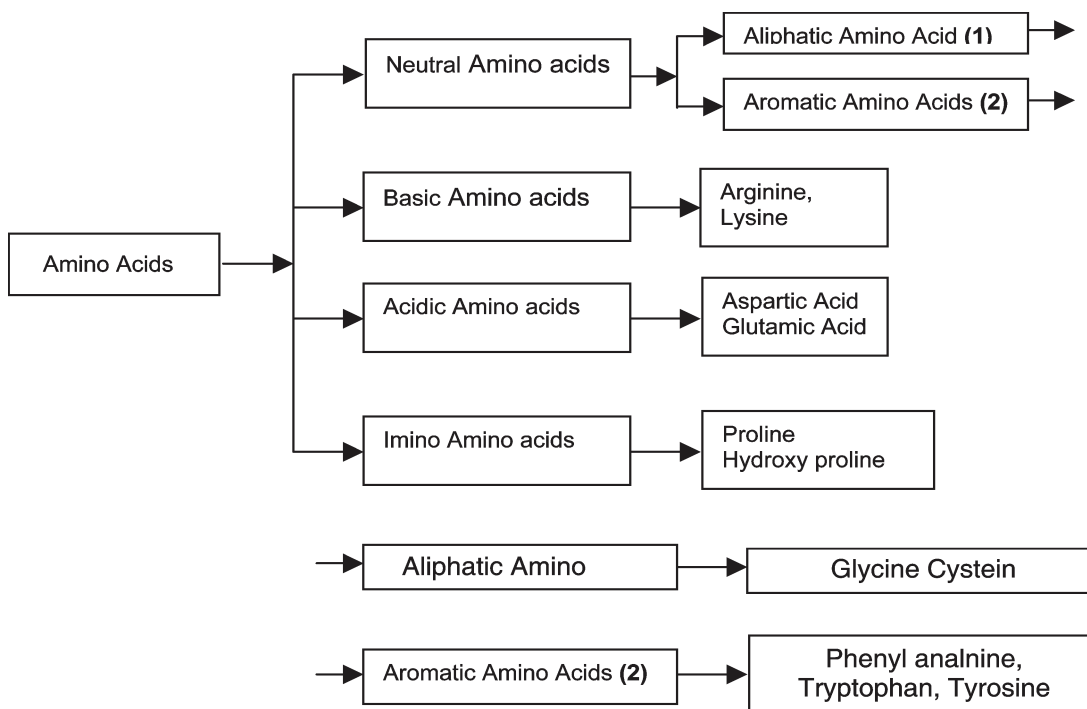 Aliphatic Amino Acid (1)
Neutral Amino acids
Aromatic Amino Acids (2)
Basic Amino acids
Arginine,
Lysine
Amino Acids
Acidic Amino acids
Aspartic Acid
Glutamic Acid
Imino Amino acids
Proline
Hydroxy proline
Aliphatic Amino
Glycine Cystein
Aromatic Amino Acids (2)
Phenyl analnine,
Tryptophan, Tyrosine